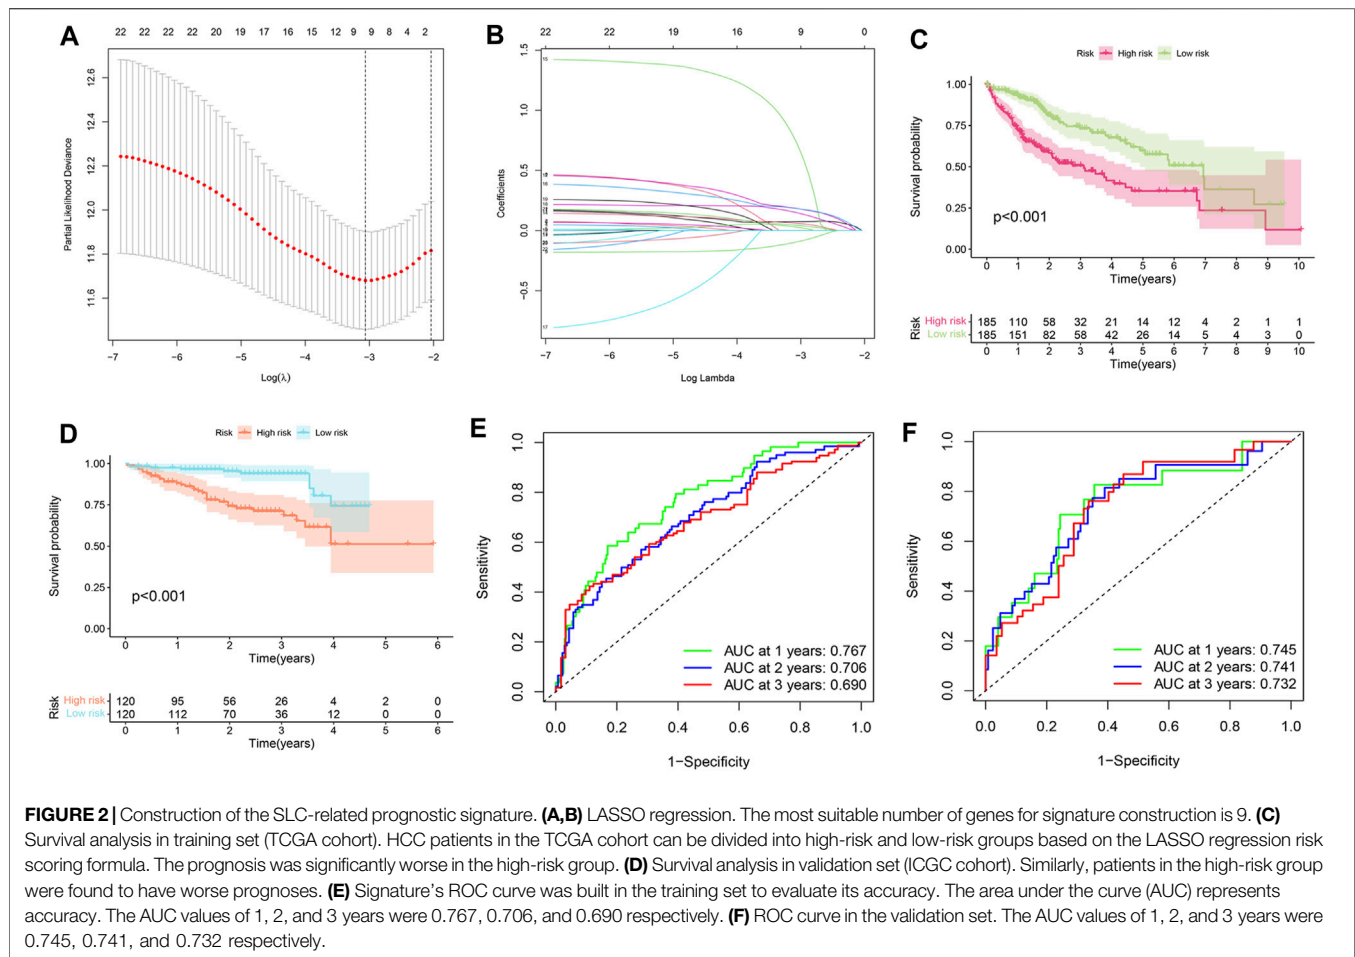 A
22 22 22 22 20 19 17 16 15 12 9 9 8 4 2
Partial Likelihood Deviance
12.6
12.4
12.2
12.0
11.8
11.6
−7 −6 −5 −4 −3 −2
Log(λ)
B
22 22 19 16 9 0
Coefficients
1.5
1.0
0.5
0.0
−0.5
15
16
17
−7 −6 −5 −4 −3 −2
Log Lambda
C
Risk High risk Low risk
Survival probability
1.00
0.75
0.50
0.25
0.00
p<0.001
0 1 2 3 4 5 6 7 8 9 10
Time(years)
Risk
High risk 185 110 58 32 21 14 12 4 2 1 1
Low risk 185 151 82 58 42 26 14 5 4 3 0
0 1 2 3 4 5 6 7 8 9 10
Time(years)
D
Risk High risk Low risk
Survival probability
1.00
0.75
0.50
0.25
0.00
p<0.001
0 1 2 3 4 5 6
Time(years)
Risk
High risk 120 95 56 26 4 2 0
Low risk 120 112 70 36 12 0 0
0 1 2 3 4 5 6
Time(years)
E
Sensitivity
1.0
0.8
0.6
0.4
0.2
0.0
AUC at 1 years: 0.767
AUC at 2 years: 0.706
AUC at 3 years: 0.690
0.0 0.2 0.4 0.6 0.8 1.0
1−Specificity
F
Sensitivity
1.0
0.8
0.6
0.4
0.2
0.0
AUC at 1 years: 0.745
AUC at 2 years: 0.741
AUC at 3 years: 0.732
0.0 0.2 0.4 0.6 0.8 1.0
1−Specificity
FIGURE 2 | Construction of the SLC-related prognostic signature. (A,B) LASSO regression. The most suitable number of genes for signature construction is 9. (C)
Survival analysis in training set (TCGA cohort). HCC patients in the TCGA cohort can be divided into high-risk and low-risk groups based on the LASSO regression risk
scoring formula. The prognosis was significantly worse in the high-risk group. (D) Survival analysis in validation set (ICGC cohort). Similarly, patients in the high-risk group
were found to have worse prognoses. (E) Signature's ROC curve was built in the training set to evaluate its accuracy. The area under the curve (AUC) represents
accuracy. The AUC values of 1, 2, and 3 years were 0.767, 0.706, and 0.690 respectively. (F) ROC curve in the validation set. The AUC values of 1, 2, and 3 years were
0.745, 0.741, and 0.732 respectively.